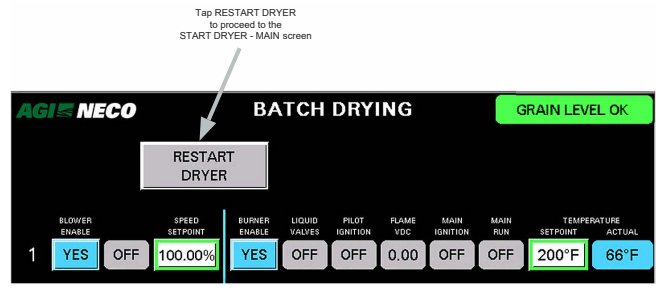 Tap RESTART DRYER
to proceed to the
START DRYER - MAIN screen
AGI NECO
BATCH DRYING
GRAIN LEVEL OK
RESTART
DRYER
BLOWER
ENABLE
SPEED
SETPOINT
BURNER
ENABLE
LIQUID
VALVES
PILOT
IGNITION
FLAME
VDC
MAIN
IGNITION
MAIN
RUN
TEMPERATURE
SETPOINT
ACTUAL
1 YES OFF 100.00% YES OFF OFF 0.00 OFF OFF 200°F 66°F